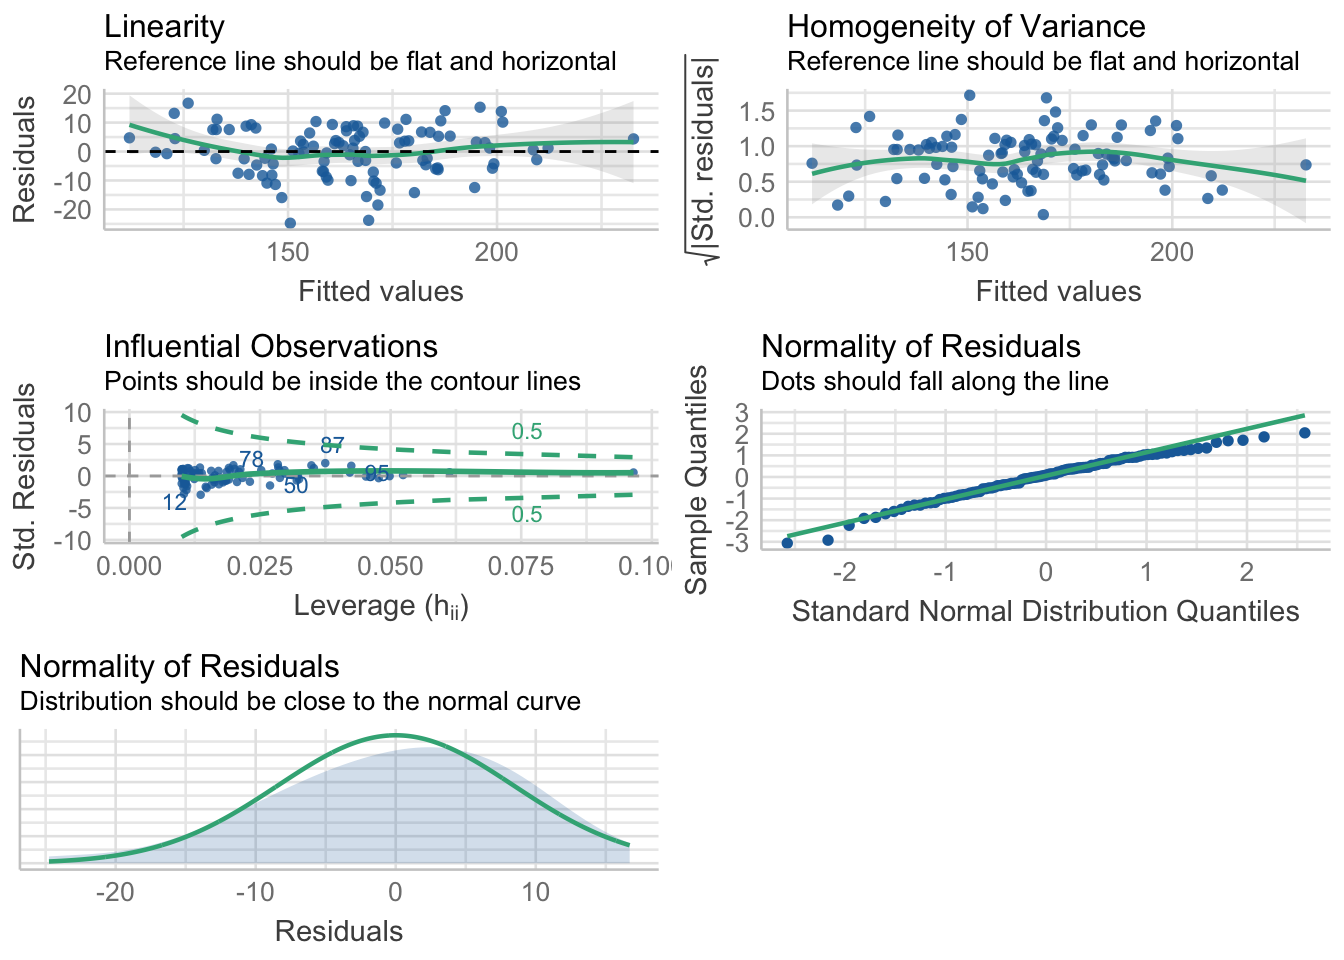 Linearity
Reference line should be flat and horizontal
Residuals
20
10
0
-10
-20
150
200
Fitted values
Homogeneity of Variance
Reference line should be flat and horizontal
√|Std. residuals|
1.5
1.0
0.5
0.0
150
200
Fitted values
Influential Observations
Points should be inside the contour lines
Std. Residuals
10
5
0
-5
-10
0.5
87
78
95
50
12
0.5
0.000
0.025
0.050
0.075
0.10
Leverage (hii)
Normality of Residuals
Dots should fall along the line
Sample Quantiles
3
2
1
0
-1
-2
-3
-2
-1
0
1
2
Standard Normal Distribution Quantiles
Normality of Residuals
Distribution should be close to the normal curve
-20
-10
0
10
Residuals